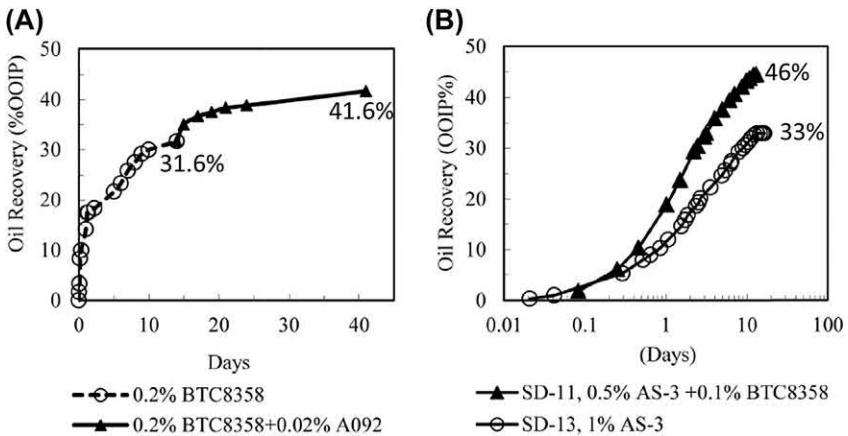 (A)
Oil Recovery (%OOIP)
50
40
30
20
10
0
41.6%
31.6%
0
10
20
30
40
Days
0.2% BTC8358
0.2% BTC8358+0.02% A092
(B)
Oil Recovery (OOIP%)
50
40
30
20
10
0
46%
33%
0.01
0.1
1
10
100
(Days)
SD-11, 0.5% AS-3 +0.1% BTC8358
SD-13, 1% AS-3